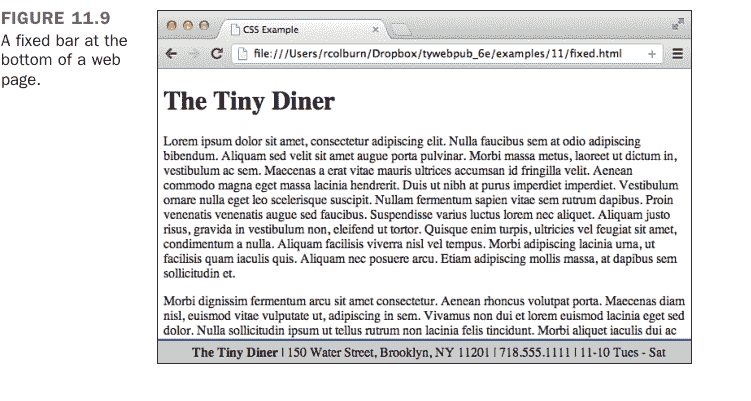 FIGURE 11.9
A fixed bar at the
bottom of a web
page.
CSS Example
file:///Users/rcolburn/Dropbox/tywebpub_6e/examples/11/fixed.html
The Tiny Diner
Lorem ipsum dolor sit amet, consectetur adipiscing elit. Nulla faucibus sem at odio adipiscing
bibendum. Aliquam sed velit sit amet augue porta pulvinar. Morbi massa metus, laoreet ut dictum in,
vestibulum ac sem. Maecenas a erat vitae mauris ultrices accumsan id fringilla velit. Aenean
commodo magna eget massa lacinia hendrerit. Duis ut nibh at purus imperdiet imperdiet. Vestibulum
ornare nulla eget leo scelerisque suscipit. Nullam fermentum sapien vitae sem rutrum dapibus. Proin
venenatis venenatis augue sed faucibus. Suspendisse varius luctus lorem nec aliquet. Aliquam justo
risus, gravida in vestibulum non, eleifend ut tortor. Quisque enim turpis, ultricies vel feugiat sit amet,
condimentum a nulla. Aliquam facilisis viverra nisl vel tempus. Morbi adipiscing lacinia urna, ut
facilisis quam iaculis quis. Aliquam nec posuere arcu. Etiam adipiscing mollis massa, at dapibus sem
sollicitudin et.
Morbi dignissim fermentum arcu sit amet consectetur. Aenean rhoncus volutpat porta. Maecenas diam
nisl, euismod vitae vulputate ut, adipiscing in sem. Vivamus non dui et lorem euismod lacinia eget sed
dolor. Nulla sollicitudin ipsum ut tellus rutrum non lacinia felis tincidunt. Morbi aliquet iaculis dui ac
The Tiny Diner | 150 Water Street, Brooklyn, NY 11201 | 718.555.1111 | 11-10 Tues - Sat